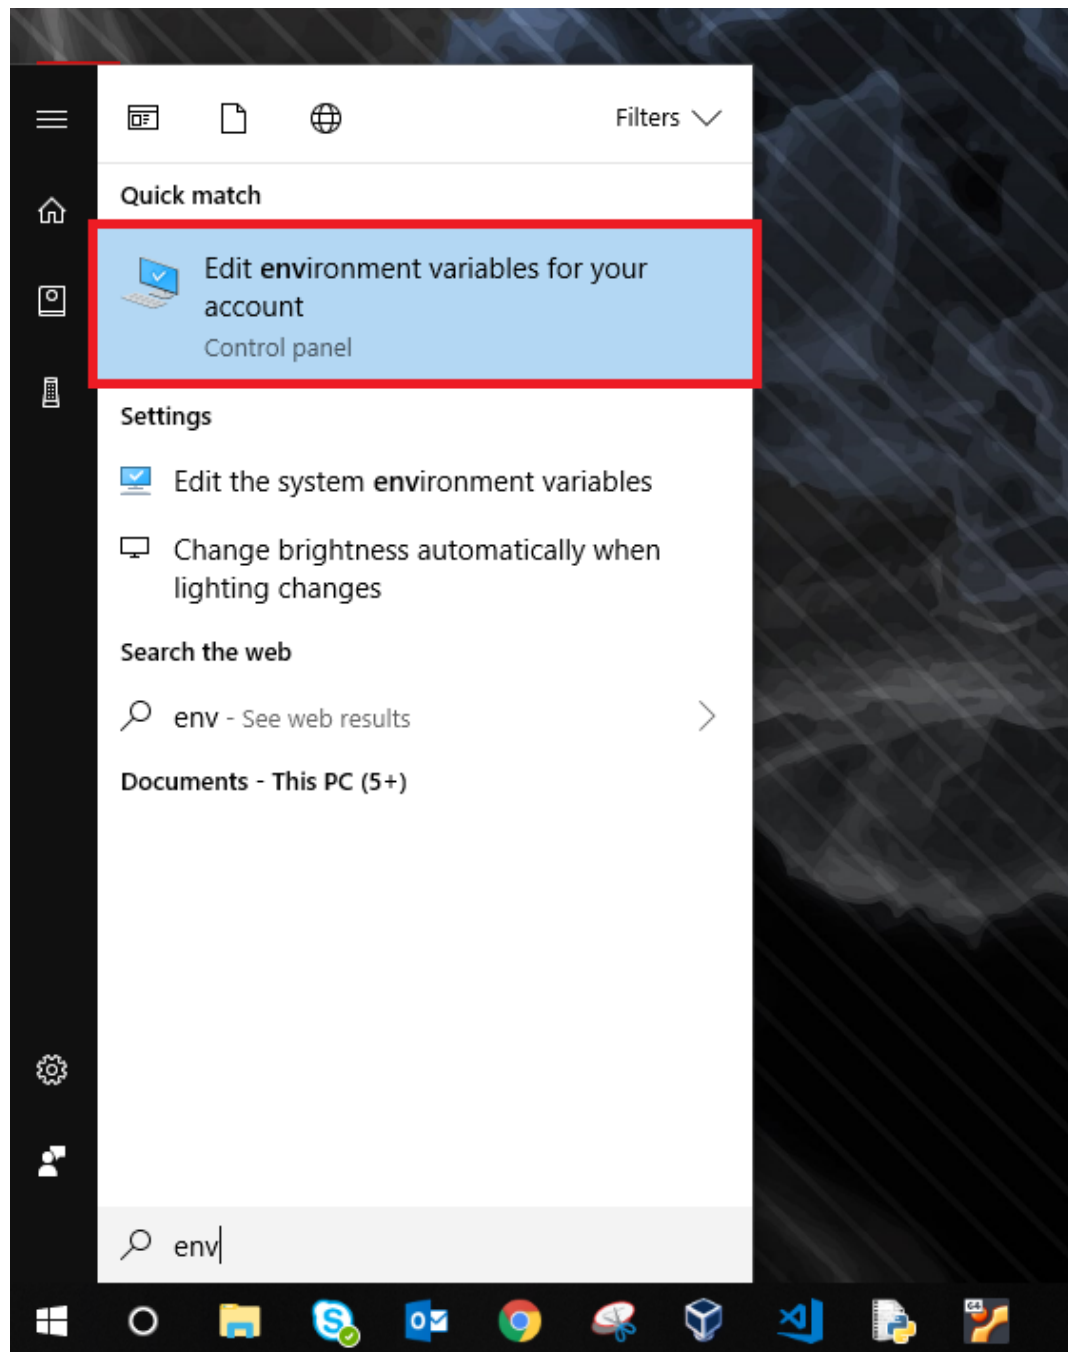 Filters
Quick match
Edit environment variables for your
account
Control panel
Settings
Edit the system environment variables
Change brightness automatically when
lighting changes
Search the web
env - See web results
Documents - This PC (5+)
env